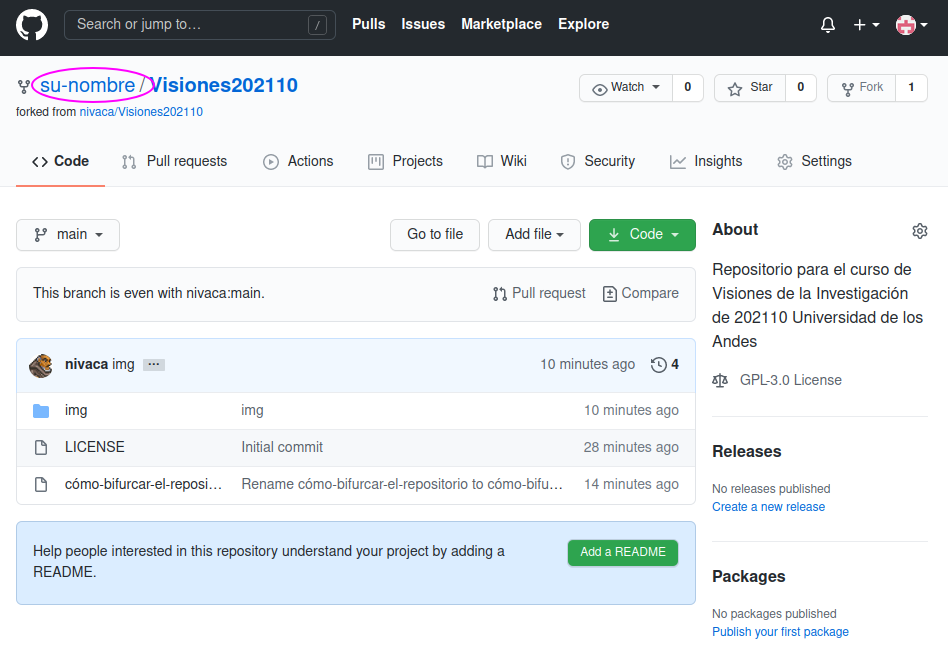 Search or jump to… / Pulls Issues Marketplace Explore
su-nombre / Visiones202110 Watch 0 Star 0 Fork 1
forked from nivaca/Visiones202110
Code Pull requests Actions Projects Wiki Security Insights Settings
main Go to file Add file Code
This branch is even with nivaca:main. Pull request Compare
nivaca img ... 10 minutes ago 4
img img 10 minutes ago
LICENSE Initial commit 28 minutes ago
cómo-bifurcar-el-reposi… Rename cómo-bifurcar-el-repositorio to cómo-bifu… 14 minutes ago
Help people interested in this repository understand your project by adding a
README.
Add a README
About
Repositorio para el curso de
Visiones de la Investigación
de 202110 Universidad de los
Andes
GPL-3.0 License
Releases
No releases published
Create a new release
Packages
No packages published
Publish your first package